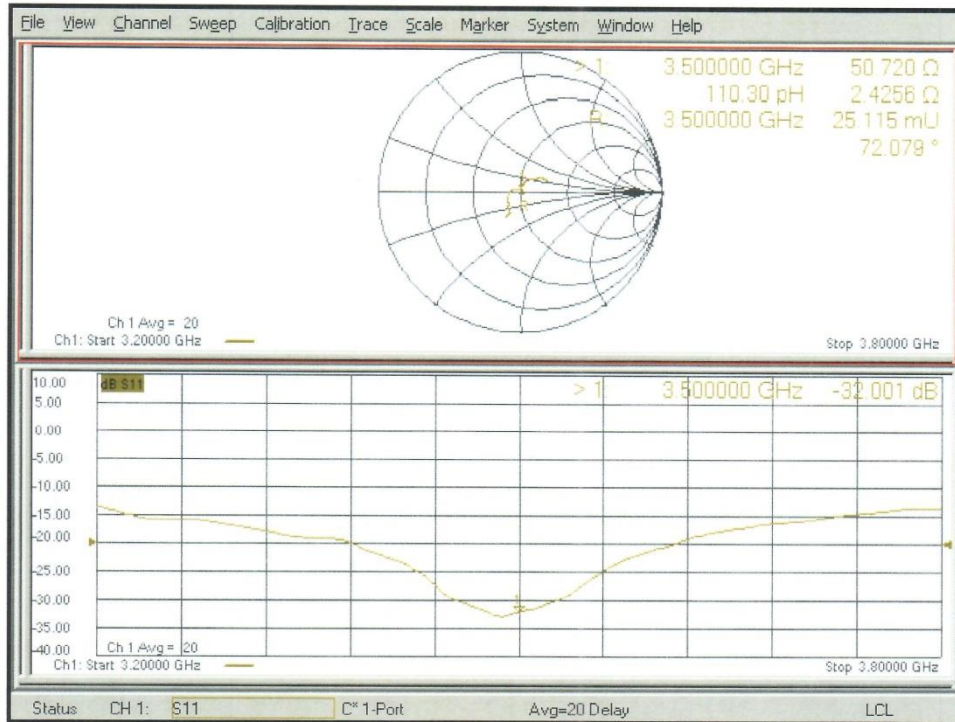 File View Channel Sweep Calibration Trace Scale Marker System Window Help
> 1 3.500000 GHz 50.720 Ω
110.30 pH 2.4256 Ω
3.500000 GHz 25.115 mU
72.079 °
Ch 1 Avg = 20
Ch1: Start 3.20000 GHz
Stop 3.80000 GHz
10.00
dB S11
> 1 3.500000 GHz -32.001 dB
5.00
0.00
-5.00
-10.00
-15.00
-20.00
-25.00
-30.00
1
-35.00
-40.00
Ch 1 Avg = 20
Ch1: Start 3.20000 GHz
Stop 3.80000 GHz
Status CH 1: S11 C* 1-Port Avg=20 Delay LCL